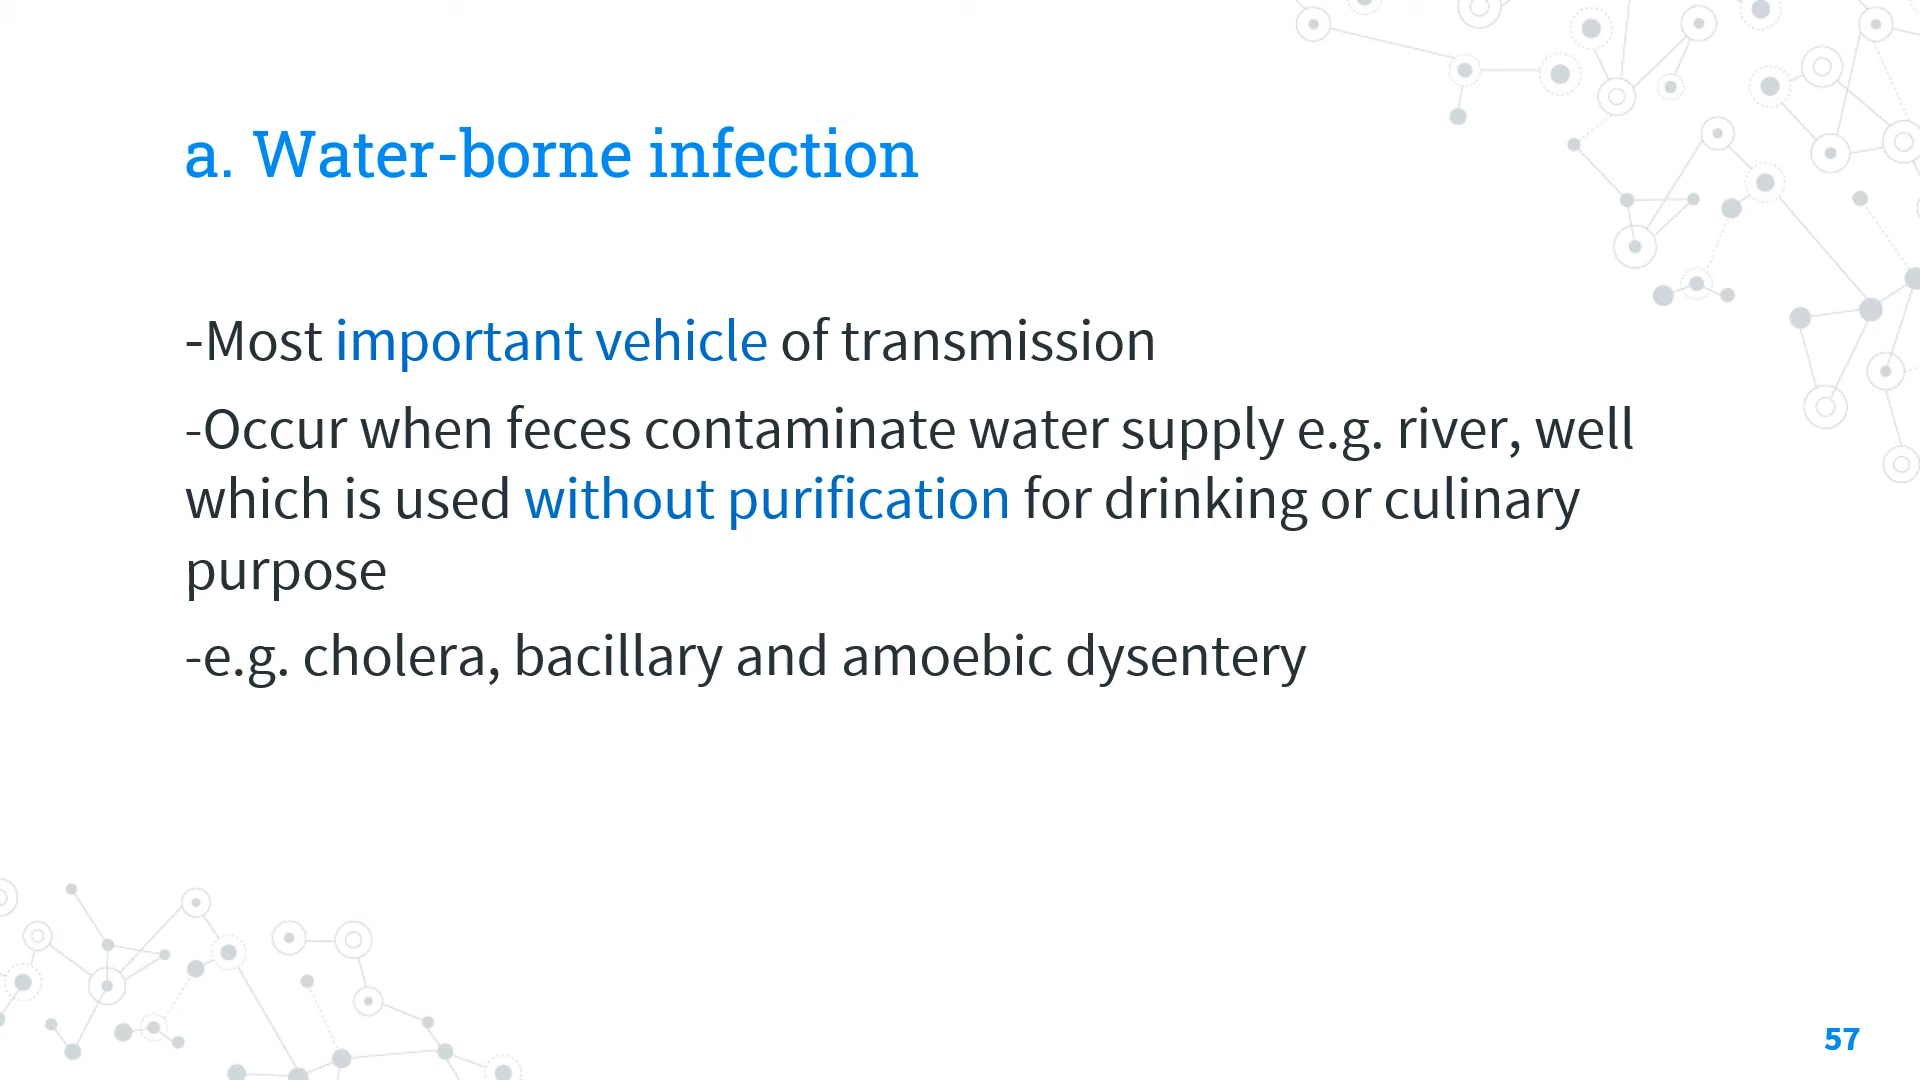 a. Water-borne infection
-Most important vehicle of transmission
-Occur when feces contaminate water supply e.g. river, well
which is used without purification for drinking or culinary
purpose
-e.g. cholera, bacillary and amoebic dysentery
57